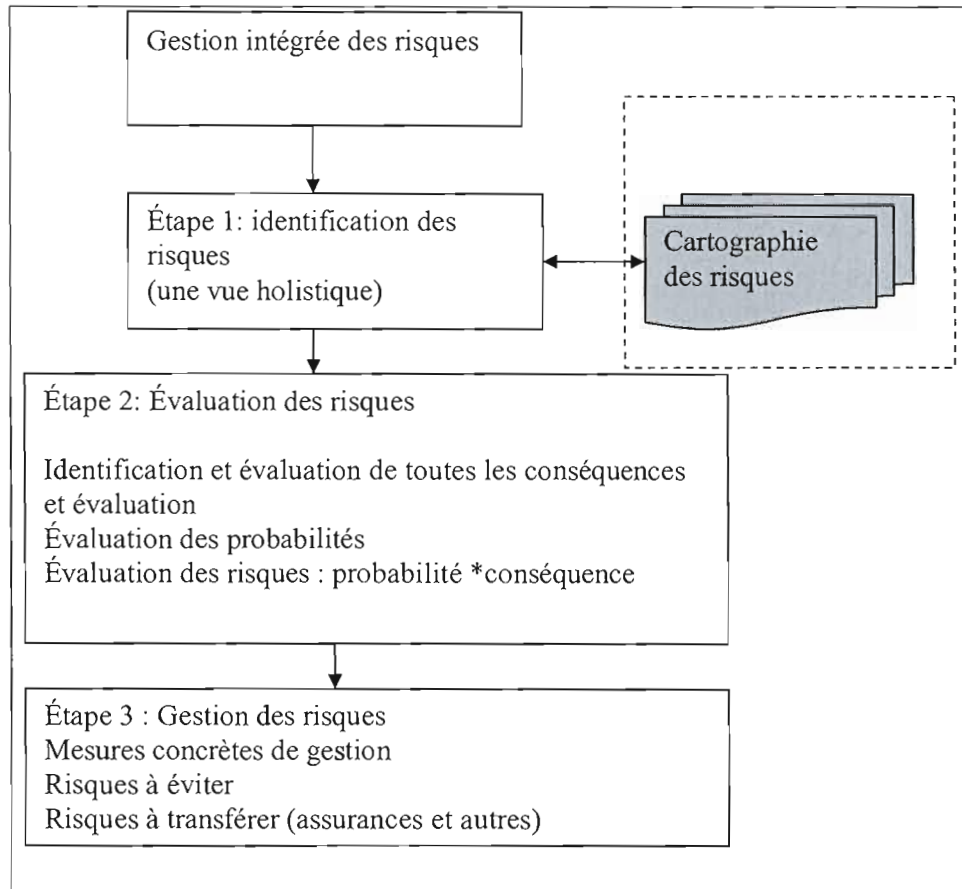 Gestion intégrée des risques
Étape 1: identification des
risques
(une vue holistique)
Cartographie
des risques
Étape 2: Évaluation des risques
Identification et évaluation de toutes les conséquences
et évaluation
Évaluation des probabilités
Évaluation des risques : probabilité *conséquence
Étape 3 : Gestion des risques
Mesures concrètes de gestion
Risques à éviter
Risques à transférer (assurances et autres)